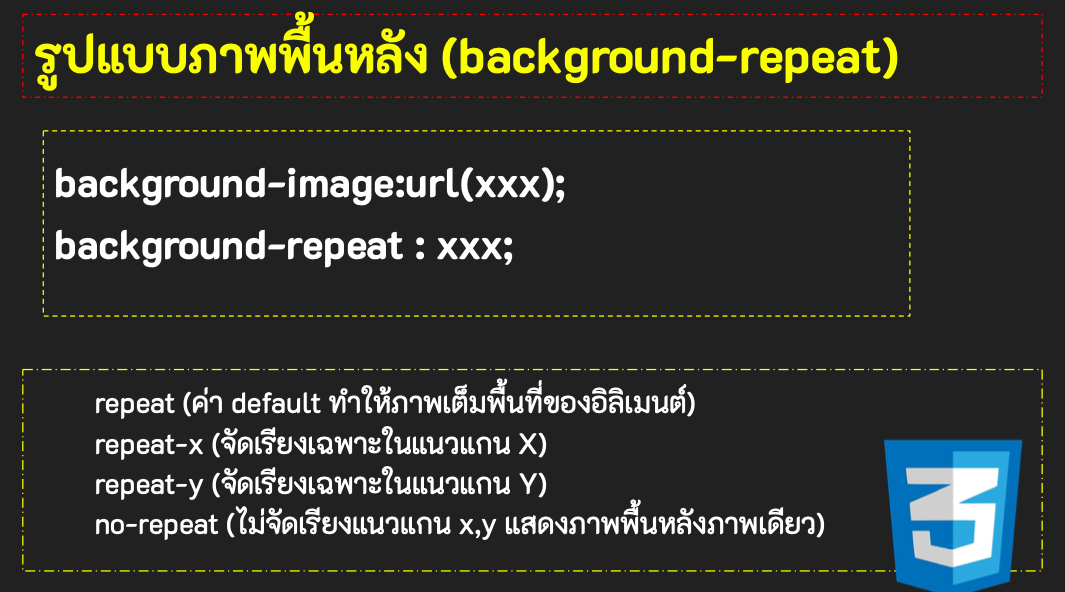 รูปแบบภาพพื้นหลัง (background-repeat)
background-image:url(xxx);
background-repeat : xxx;
repeat (ค่า default ทำให้ภาพเต็มพื้นที่ของอิลิเมนต์)
repeat-x (จัดเรียงเฉพาะในแนวแกน X)
repeat-y (จัดเรียงเฉพาะในแนวแกน Y)
no-repeat (ไม่จัดเรียงแนวแกน x,y แสดงภาพพื้นหลังภาพเดียว)
3